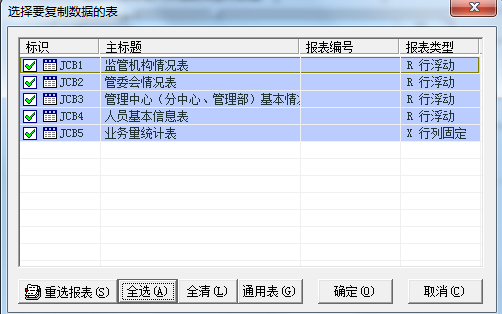 选择要复制数据的表
标识 主标题 报表编号 报表类型
JCB1 监管机构情况表 R 行浮动
JCB2 管委会情况表 R 行浮动
JCB3 管理中心（分中心、管理部）基本情 R 行浮动
JCB4 人员基本信息表 R 行浮动
JCB5 业务量统计表 X 行列固定
重选报表(S) 全选(A) 全清(L) 通用表(G) 确定(O) 取消(C)